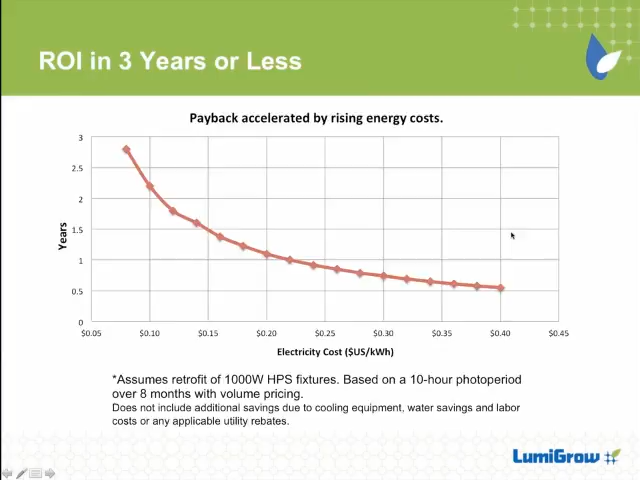 ROI in 3 Years or Less
Payback accelerated by rising energy costs.
3
2.5
2
1.5
1
0.5
0
Years
$0.05 $0.10 $0.15 $0.20 $0.25 $0.30 $0.35 $0.40 $0.45
Electricity Cost ($US/kWh)
*Assumes retrofit of 1000W HPS fixtures. Based on a 10-hour photoperiod
over 8 months with volume pricing.
Does not include additional savings due to cooling equipment, water savings and labor
costs or any applicable utility rebates.
LumiGrow